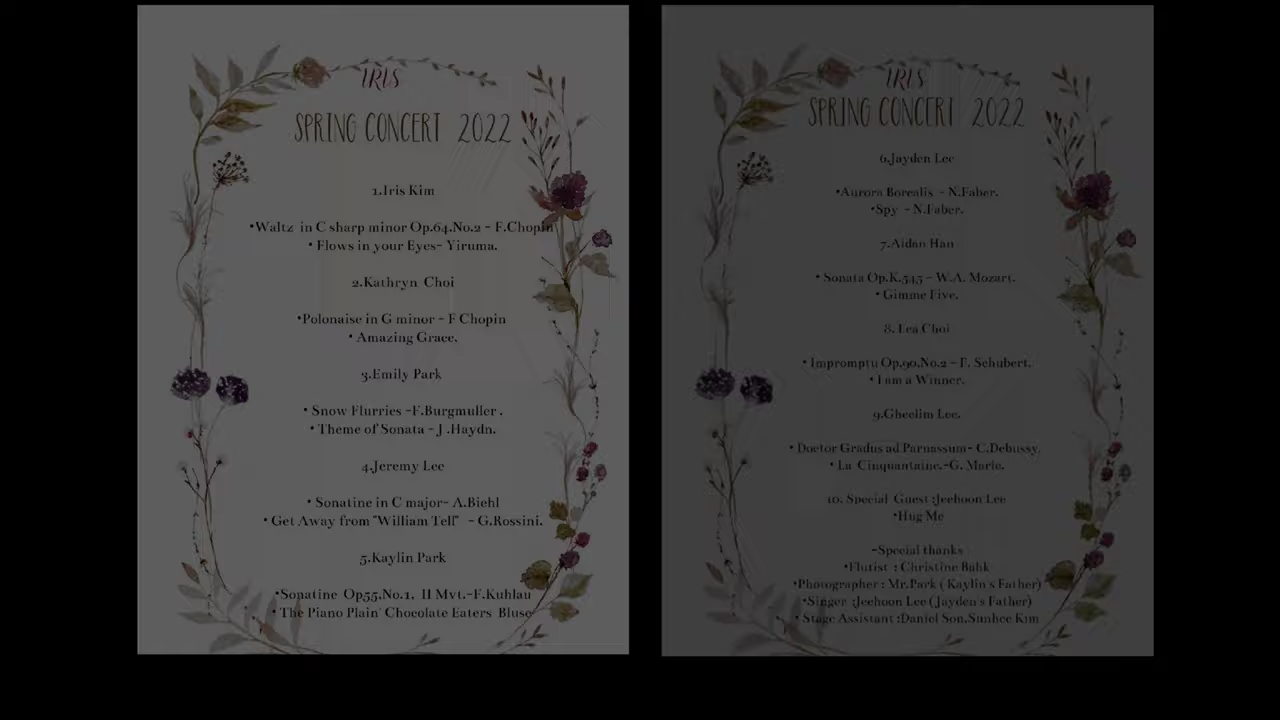 IRIS
SPRING CONCERT 2022
1.Iris Kim
•Waltz in C sharp minor Op.64.No.2 - F.Chopin
• Flows in your Eyes- Yiruma.
2.Kathryn Choi
•Polonaise in G minor - F Chopin
• Amazing Grace.
3.Emily Park
• Snow Flurries -F.Burgmuller .
• Theme of Sonata - J .Haydn.
4.Jeremy Lee
• Sonatine in C major- A.Biehl
• Get Away from "William Tell" - G.Rossini.
5.Kaylin Park
•Sonatine Op55,No.1, II Mvt.-F.Kuhlau
• The Piano Plain' Chocolate Eaters Bluse
IRIS
SPRING CONCERT 2022
6.Jayden Lee
•Aurora Borealis - N.Faber.
•Spy - N.Faber.
7.Aidan Han
• Sonata Op.K.545 - W.A. Mozart.
• Gimme Five.
8. Lea Choi
• Impromptu Op.90.No.2 - F. Schubert.
• I am a Winner.
9.Gheelim Lee.
• Doctor Gradus ad Parnassum- C.Debussy.
• La Cinquantaine.-G. Marie.
10. Special Guest :Jeehoon Lee
•Hug Me
-Special thanks
•Flutist : Christine Bahk
•Photographer : Mr.Park ( Kaylin's Father)
•Singer :Jeehoon Lee ( Jayden's Father)
• Stage Assistant :Daniel Son,Sunhee Kim